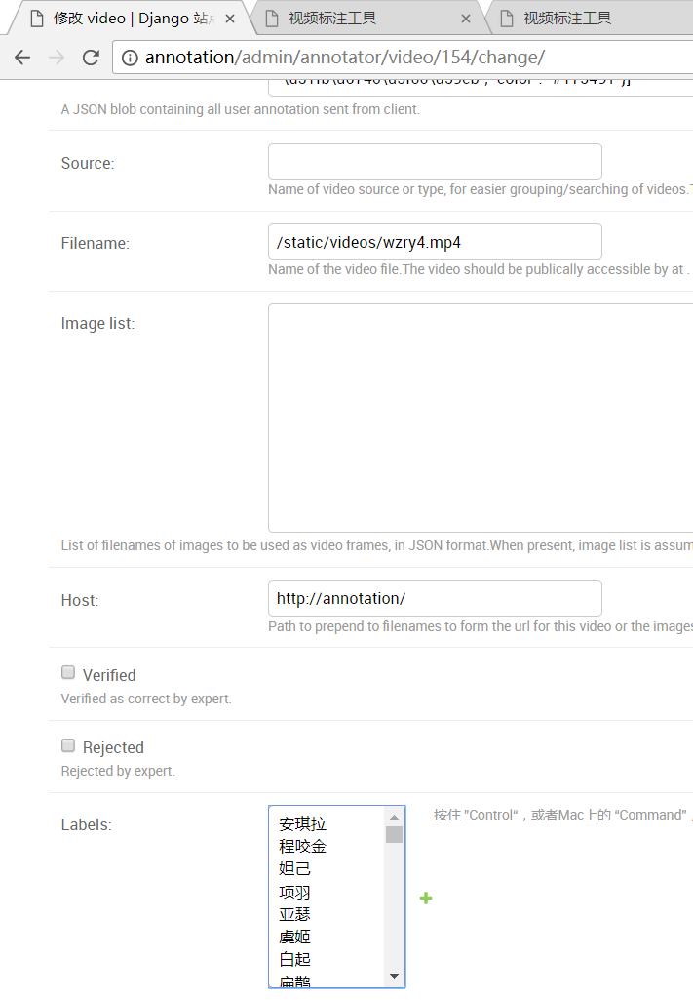 修改 video | Django 站
视频标注工具
视频标注工具
annotation/admin/annotator/video/154/change/
A JSON blob containing all user annotation sent from client.
Source:
Name of video source or type, for easier grouping/searching of videos.
Filename:
/static/videos/wzry4.mp4
Name of the video file.The video should be publically accessible by at .
Image list:
List of filenames of images to be used as video frames, in JSON format.When present, image list is assum
Host:
http://annotation/
Path to prepend to filenames to form the url for this video or the images
Verified
Verified as correct by expert.
Rejected
Rejected by expert.
Labels:
按住 "Control“，或者Mac上的 “Command”，
安琪拉
程咬金
妲己
项羽
亚瑟
虞姬
白起
扁鹊